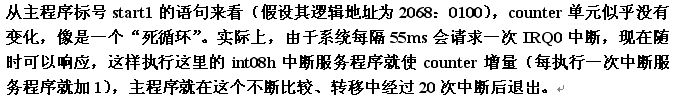 从主程序标号 start1 的语句来看（假设其逻辑地址为 2068：0100），counter 单元似乎没有
变化，像是一个“死循环”。实际上，由于系统每隔 55ms 会请求一次 IRQ0 中断，现在随
时可以响应，这样执行这里的 int08h 中断服务程序就使 counter 增量（每执行一次中断服
务程序就加 1），主程序就在这个不断比较、转移中经过 20 次中断后退出。